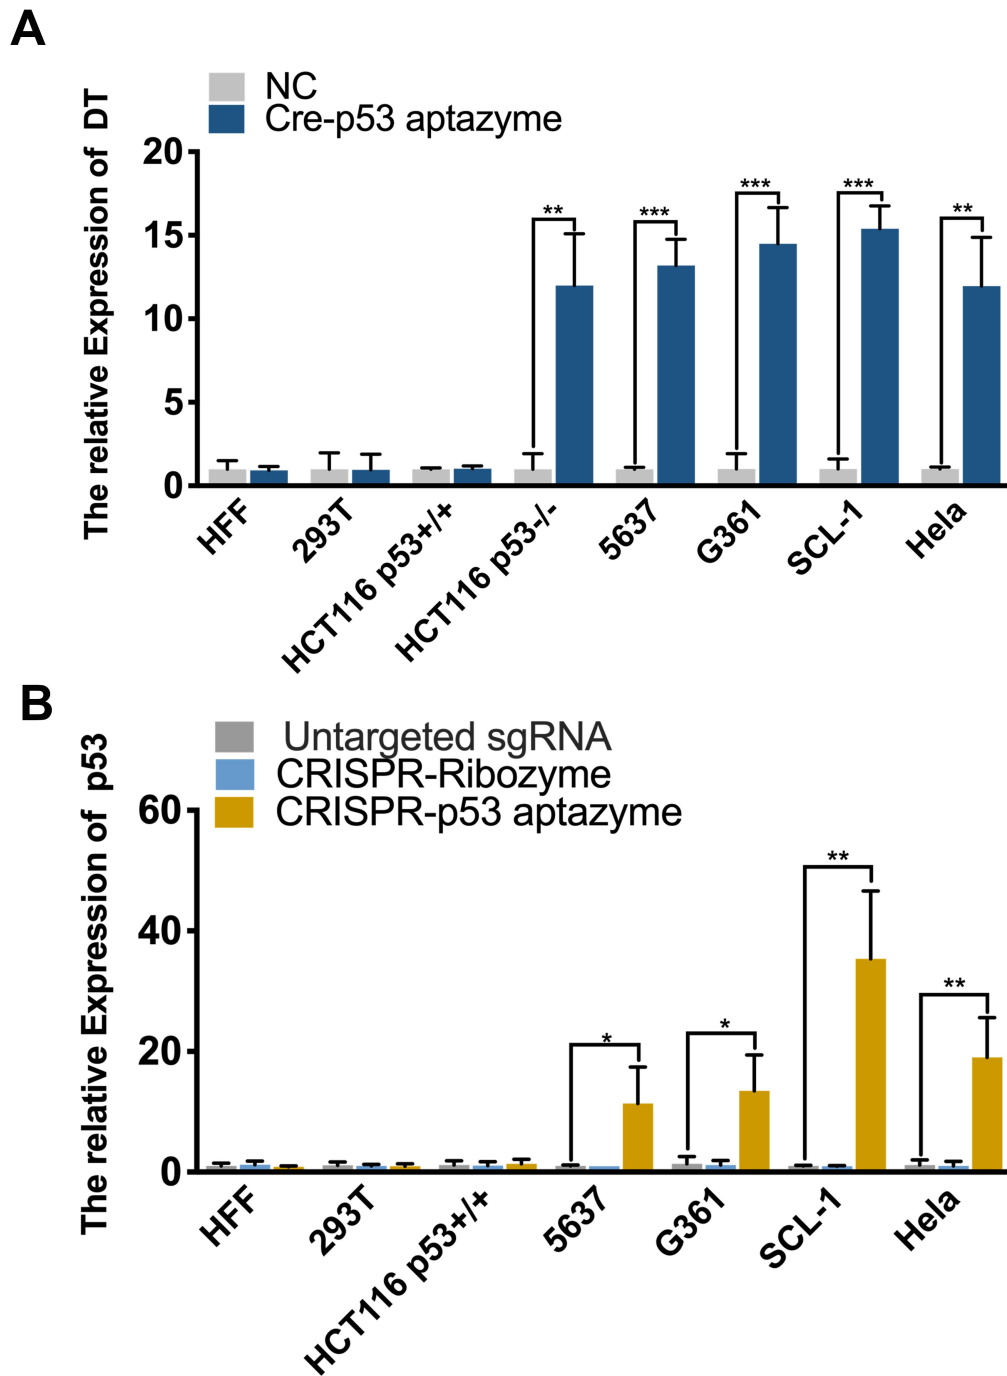 A
NC
Cre-p53 aptazyme
The relative Expression of DT
20
15
10
5
0
**
***
***
***
**
HFF
293T
HCT116 p53+/+
HCT116 p53-/-
5637
G361
SCL-1
Hela
B
Untargeted sgRNA
CRISPR-Ribozyme
CRISPR-p53 aptazyme
The relative Expression of p53
60
40
20
0
*
*
**
**
HFF
293T
HCT116 p53+/+
5637
G361
SCL-1
Hela